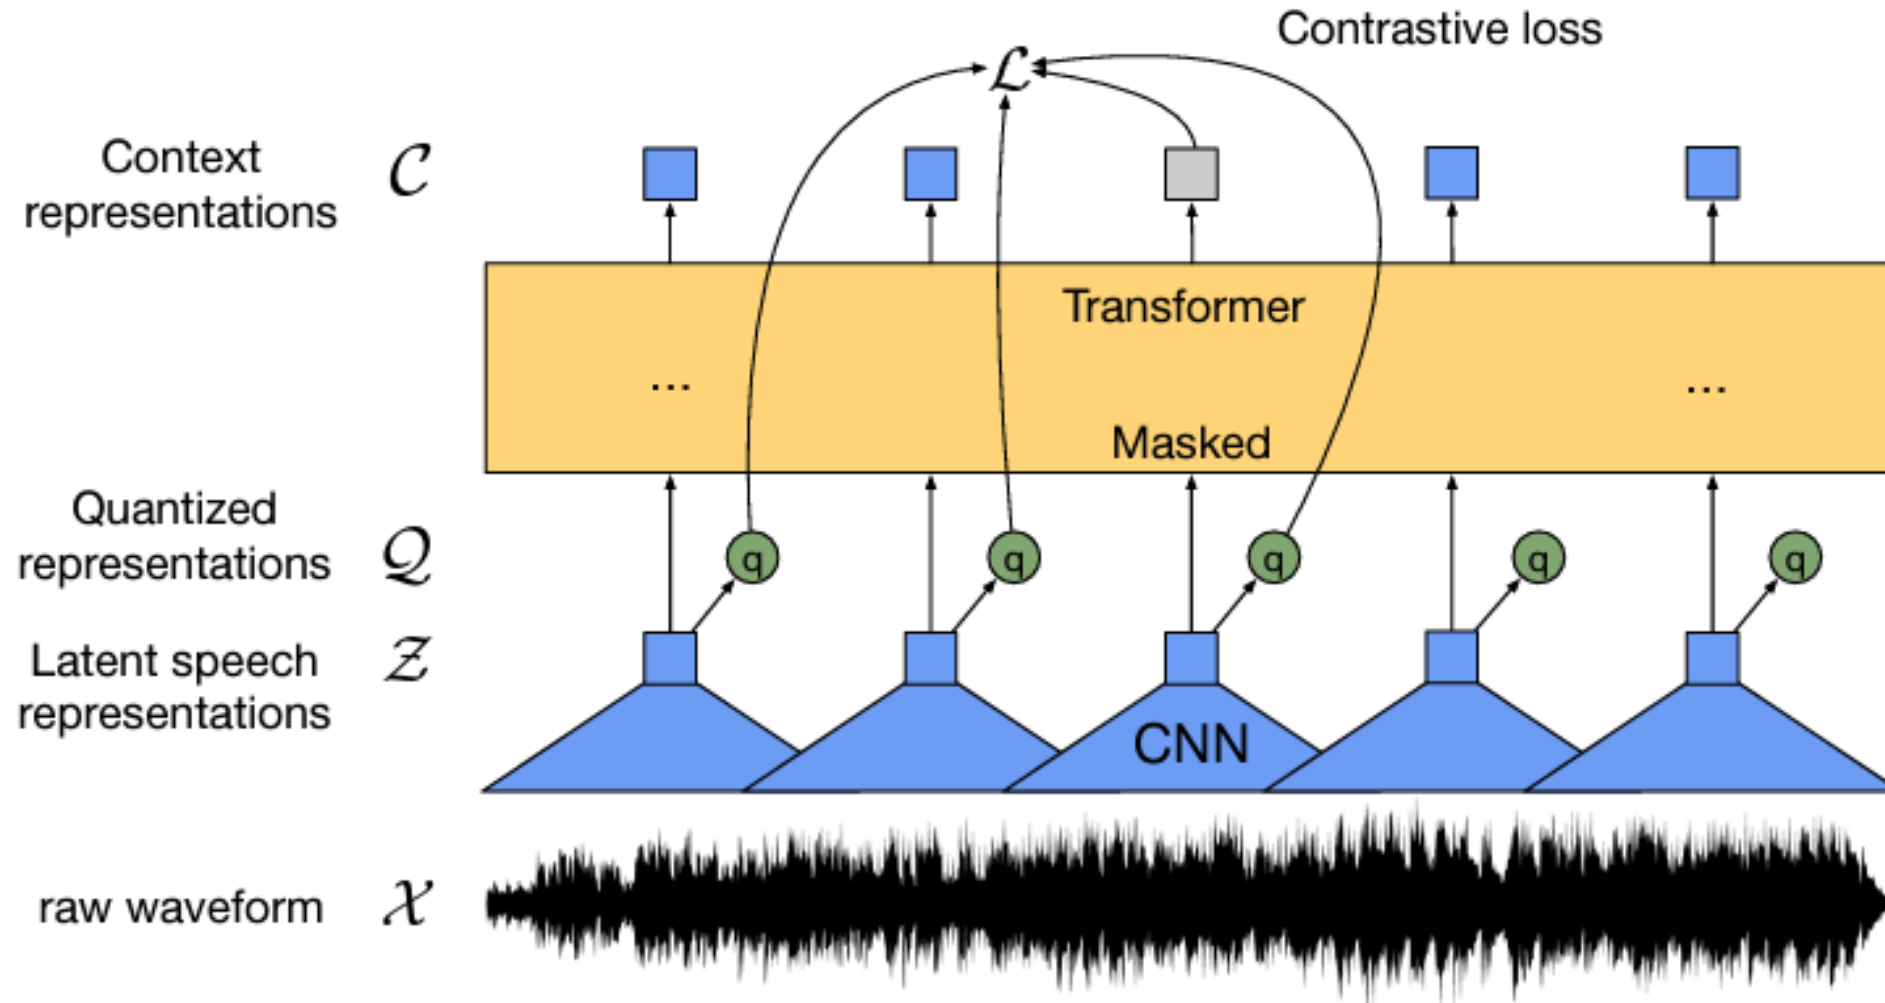 Contrastive loss
ℒ
Context
representations
𝒞
Transformer
...
...
Masked
Quantized
representations
𝒬
q
q
q
q
q
Latent speech
representations
𝒵
CNN
raw waveform
𝒳